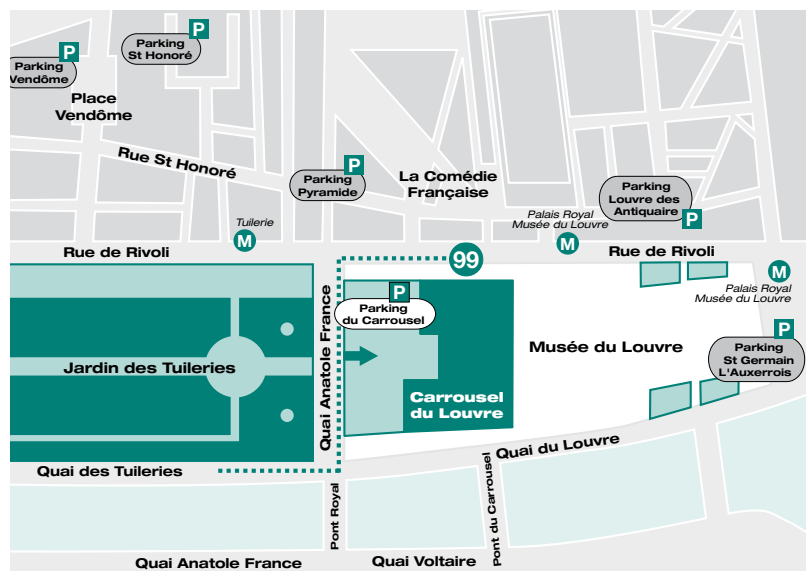 P
Parking
St Honoré
P
Parking
Vendôme
Place
Vendôme
Rue St Honoré
P
Parking
Pyramide
La Comédie
Française
Parking
Louvre des
Antiquaire
P
Tuilerie
M
Palais Royal
Musée du Louvre
M
Rue de Rivoli
99
Rue de Rivoli
M
Palais Royal
Musée du Louvre
P
Parking
du Carrousel
Quai Anatole France
Musée du Louvre
P
Parking
St Germain
L'Auxerrois
Jardin des Tuileries
Carrousel
du Louvre
Quai du Louvre
Quai des Tuileries
Pont Royal
Pont du Carrousel
Quai Anatole France
Quai Voltaire